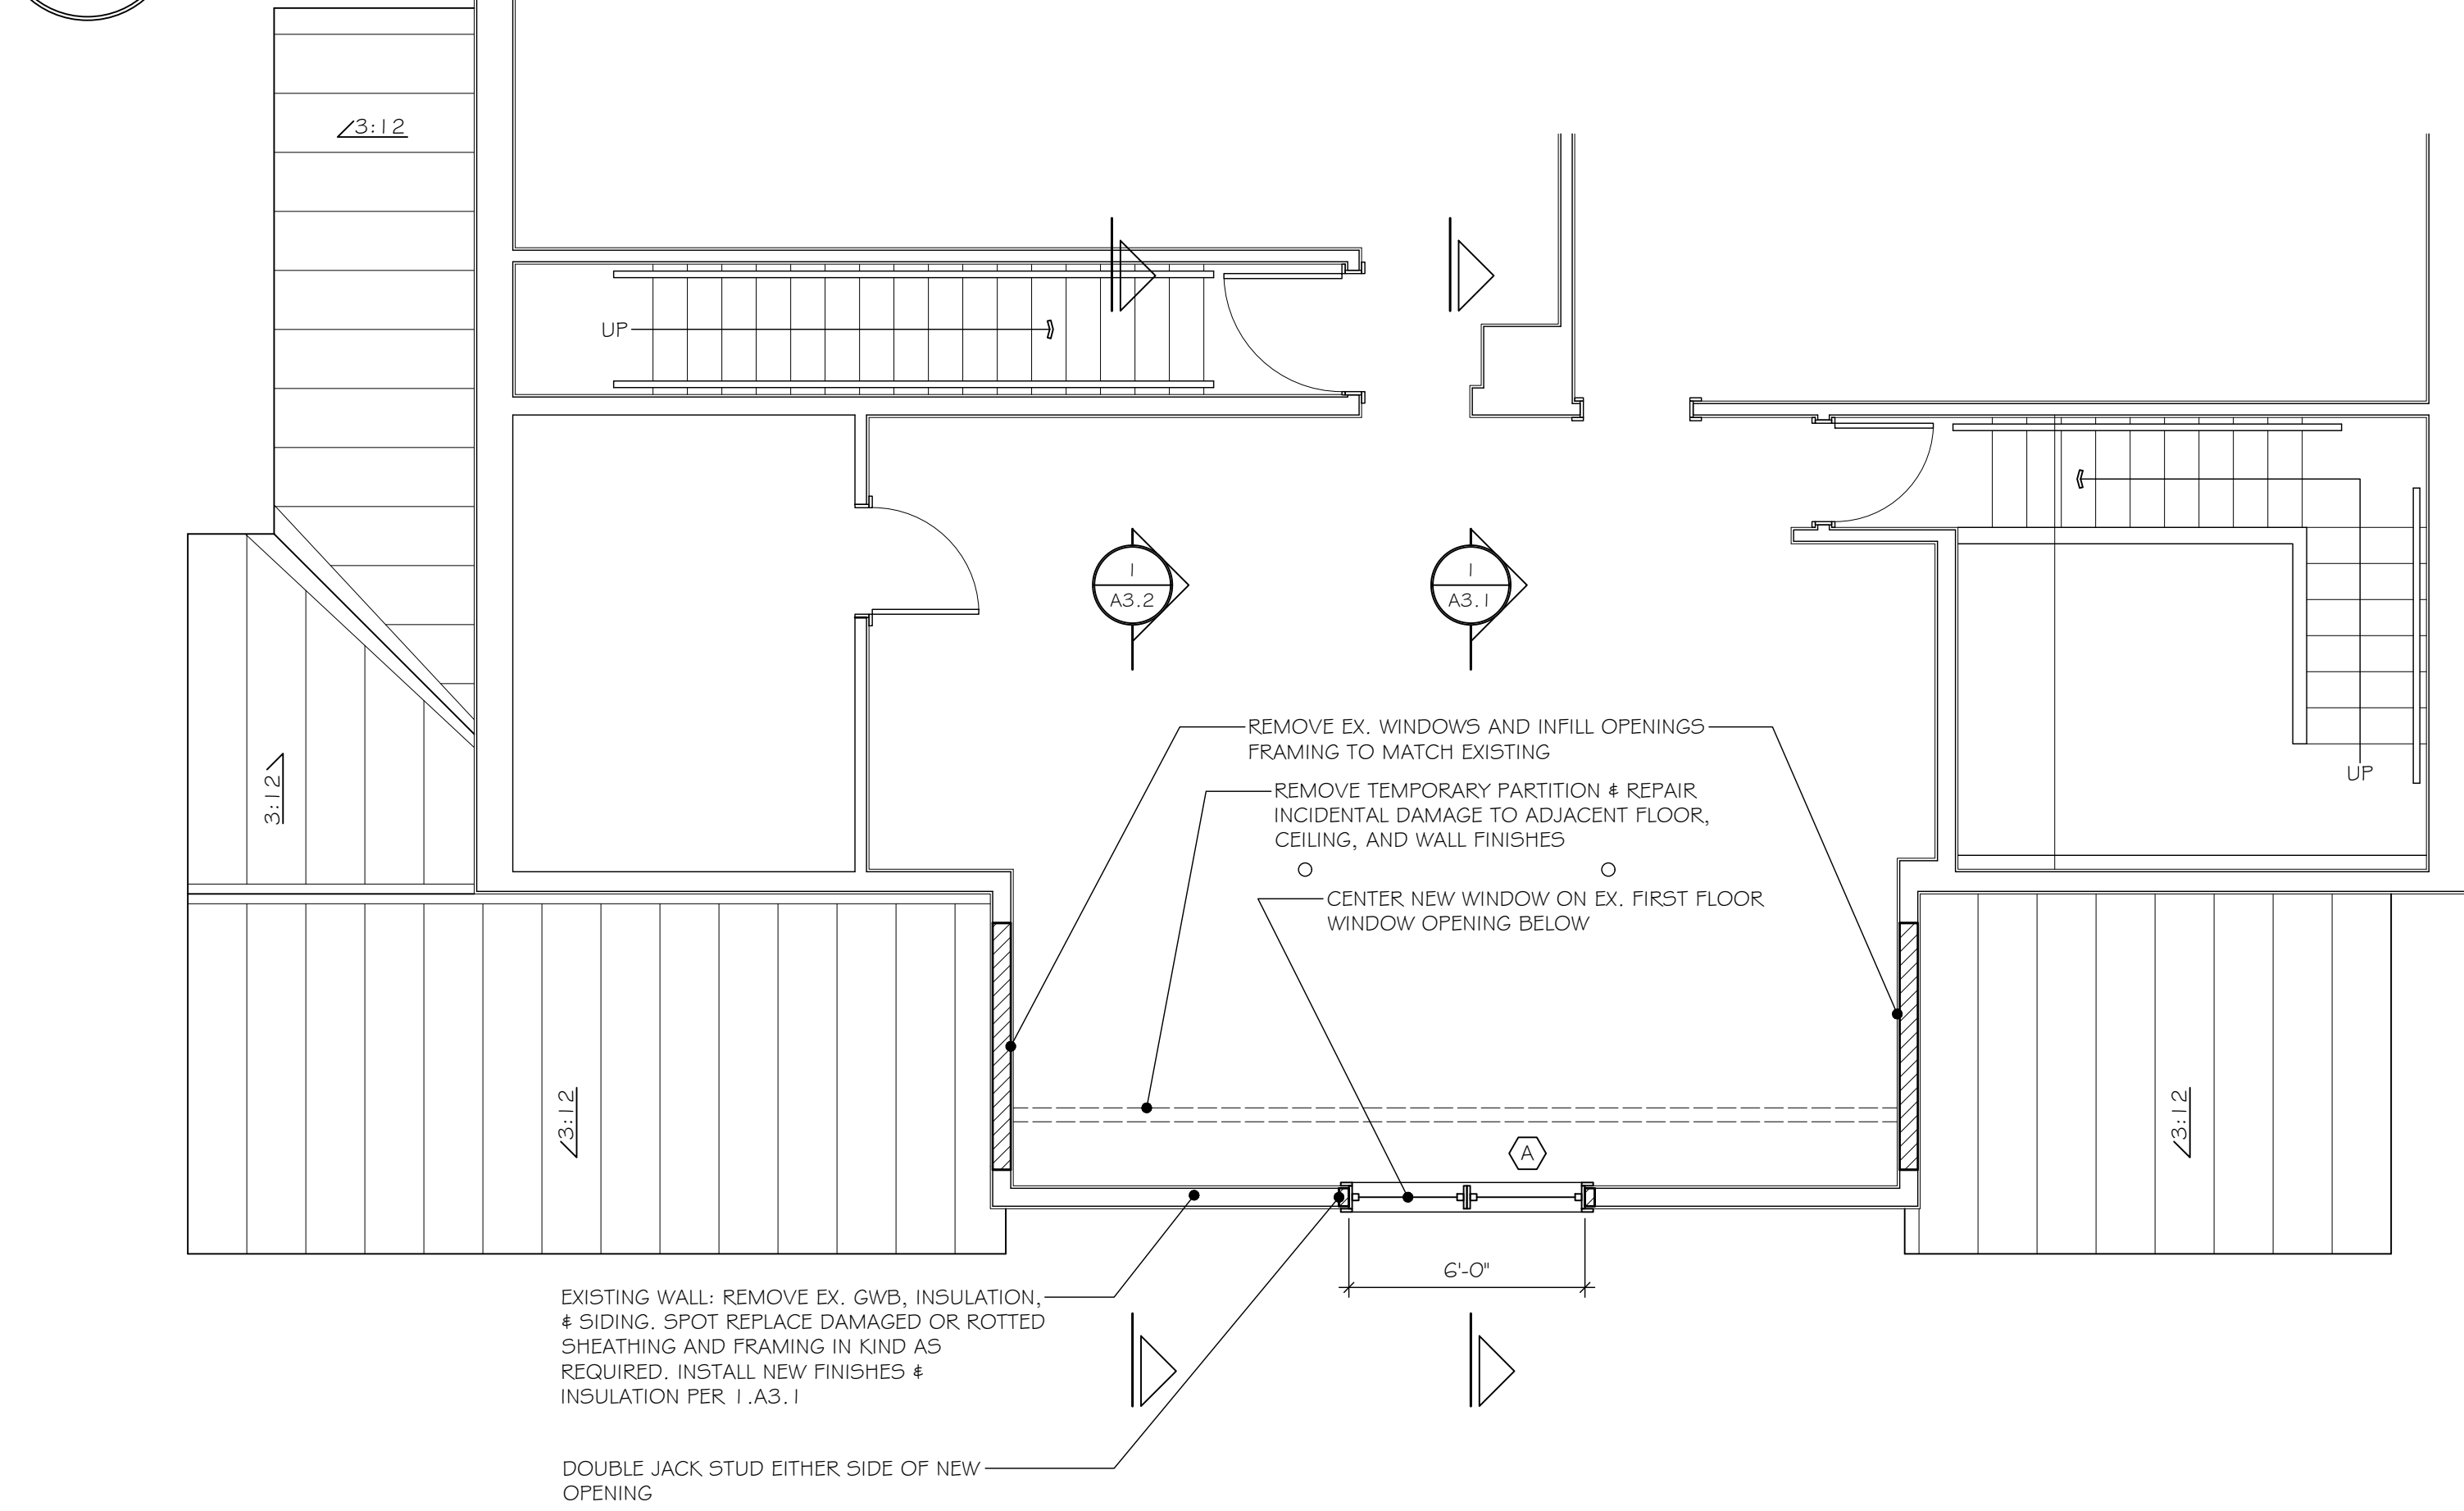 3:12
UP
1
A3.2
1
A3.1
REMOVE EX. WINDOWS AND INFILL OPENINGS
FRAMING TO MATCH EXISTING
UP
3:12
REMOVE TEMPORARY PARTITION & REPAIR
INCIDENTAL DAMAGE TO ADJACENT FLOOR,
CEILING, AND WALL FINISHES
CENTER NEW WINDOW ON EX. FIRST FLOOR
WINDOW OPENING BELOW
3:12
3:12
A
6'-0"
EXISTING WALL: REMOVE EX. GWB, INSULATION,
& SIDING. SPOT REPLACE DAMAGED OR ROTTED
SHEATHING AND FRAMING IN KIND AS
REQUIRED. INSTALL NEW FINISHES &
INSULATION PER 1.A3.1
DOUBLE JACK STUD EITHER SIDE OF NEW
OPENING